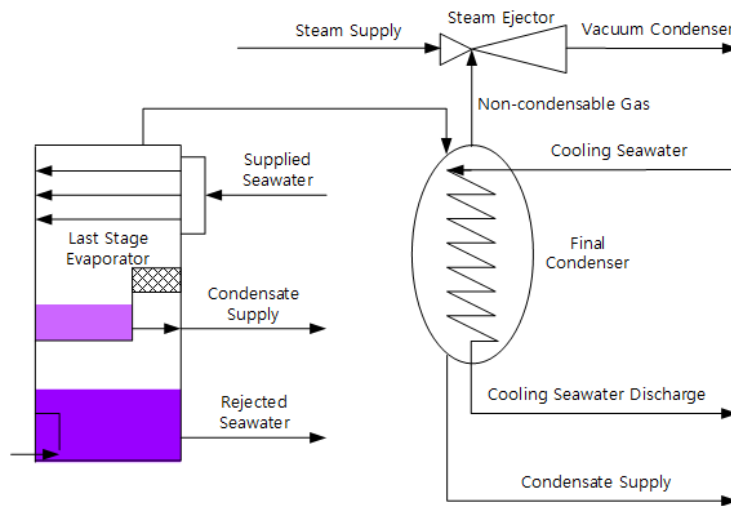 Steam Ejector
Steam Supply
Vacuum Condenser
Non-condensable Gas
Supplied
Seawater
Cooling Seawater
Last Stage
Evaporator
Final
Condenser
Condensate
Supply
Rejected
Seawater
Cooling Seawater Discharge
Condensate Supply